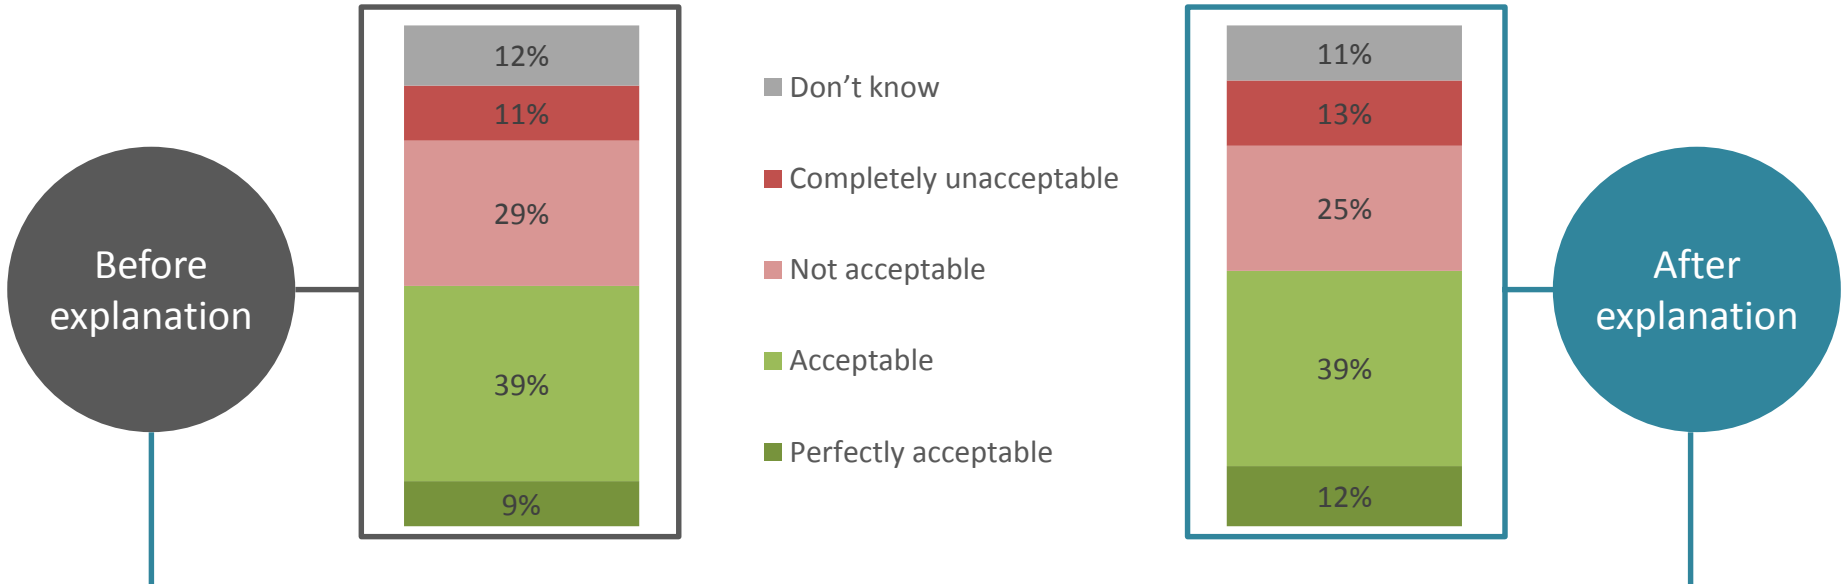 Before
explanation
12%
11%
29%
39%
9%
Don’t know
Completely unacceptable
Not acceptable
Acceptable
Perfectly acceptable
11%
13%
25%
39%
12%
After
explanation